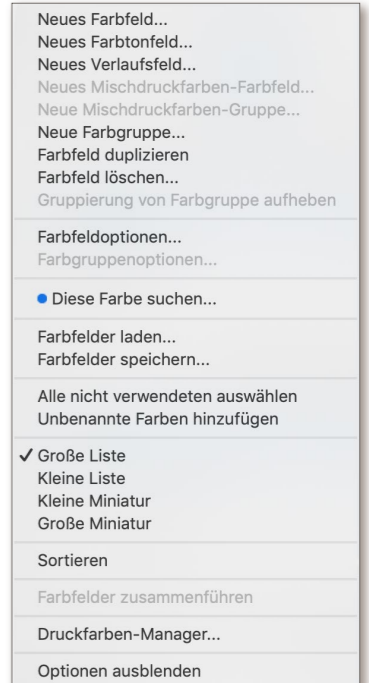 Neues Farbfeld...
Neues Farbtonfeld...
Neues Verlaufsfeld...
Neues Mischdruckfarben-Farbfeld...
Neue Mischdruckfarben-Gruppe...
Neue Farbgruppe...
Farbfeld duplizieren
Farbfeld löschen...
Gruppierung von Farbgruppe aufheben
Farbfeldoptionen...
Farbgruppenoptionen...
Diese Farbe suchen...
Farbfelder laden...
Farbfelder speichern...
Alle nicht verwendeten auswählen
Unbenannte Farben hinzufügen
✓ Große Liste
Kleine Liste
Kleine Miniatur
Große Miniatur
Sortieren
Farbfelder zusammenführen
Druckfarben-Manager...
Optionen ausblenden